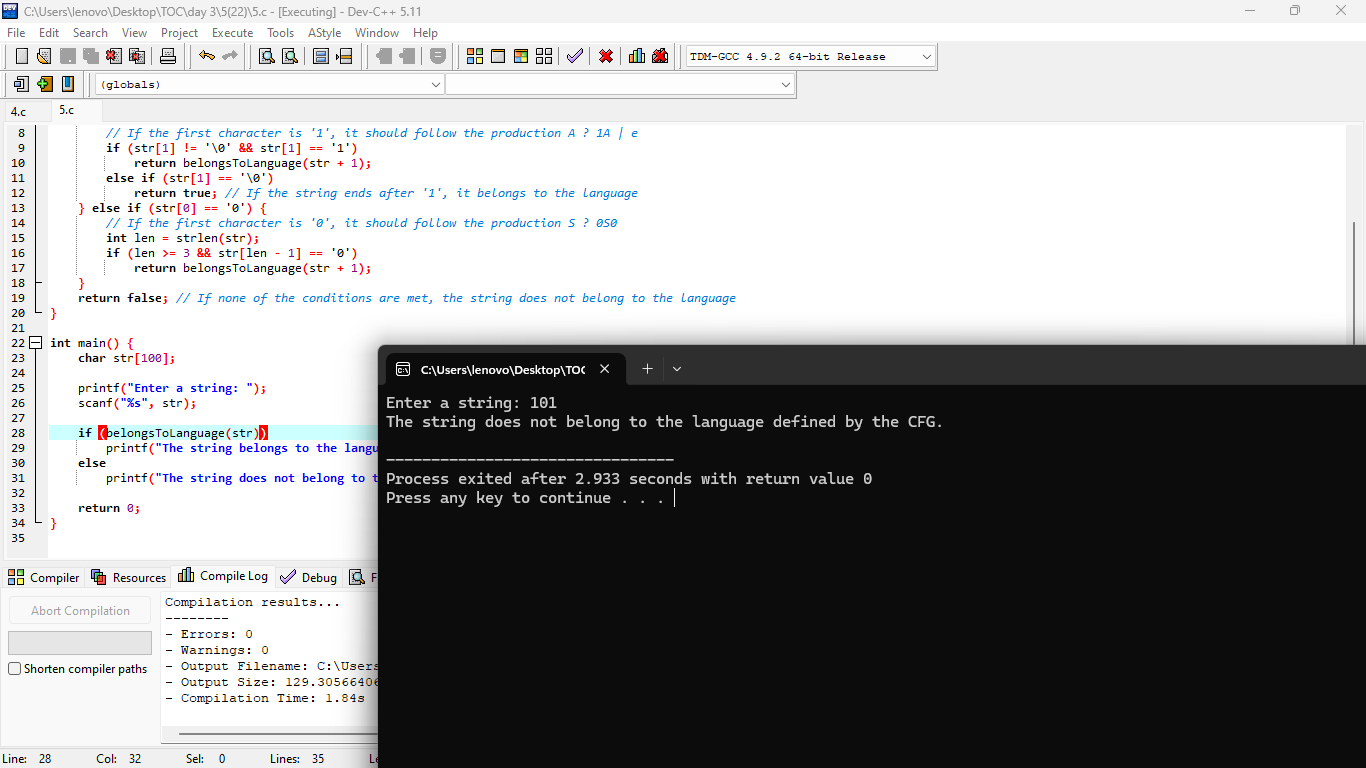 C:\Users\lenovo\Desktop\TOC\day 3\5(22)\5.c - [Executing] - Dev-C++ 5.11
File Edit Search View Project Execute Tools AStyle Window Help
TDM-GCC 4.9.2 64-bit Release
(globals)
4.c 5.c
8 // If the first character is '1', it should follow the production A ? 1A | e
9 if (str[1] != '\0' && str[1] == '1')
10 return belongsToLanguage(str + 1);
11 else if (str[1] == '\0')
12 return true; // If the string ends after '1', it belongs to the language
13 } else if (str[0] == '0') {
14 // If the first character is '0', it should follow the production S ? 0S0
15 int len = strlen(str);
16 if (len >= 3 && str[len - 1] == '0')
17 return belongsToLanguage(str + 1);
18 }
19 return false; // If none of the conditions are met, the string does not belong to the language
20 }
21
22 int main() {
23 char str[100];
24
25 printf("Enter a string: ");
26 scanf("%s", str);
27
28 if (belongsToLanguage(str))
29 printf("The string belongs to the langu
30 else
31 printf("The string does not belong to t
32
33 return 0;
34 }
35
C:\Users\lenovo\Desktop\TOC
Enter a string: 101
The string does not belong to the language defined by the CFG.
--------------------------------
Process exited after 2.933 seconds with return value 0
Press any key to continue . . .
Compiler Resources Compile Log Debug F
Abort Compilation
Shorten compiler paths
Compilation results...
--------
- Errors: 0
- Warnings: 0
- Output Filename: C:\Users
- Output Size: 129.3056640
- Compilation Time: 1.84s
Line: 28 Col: 32 Sel: 0 Lines: 35